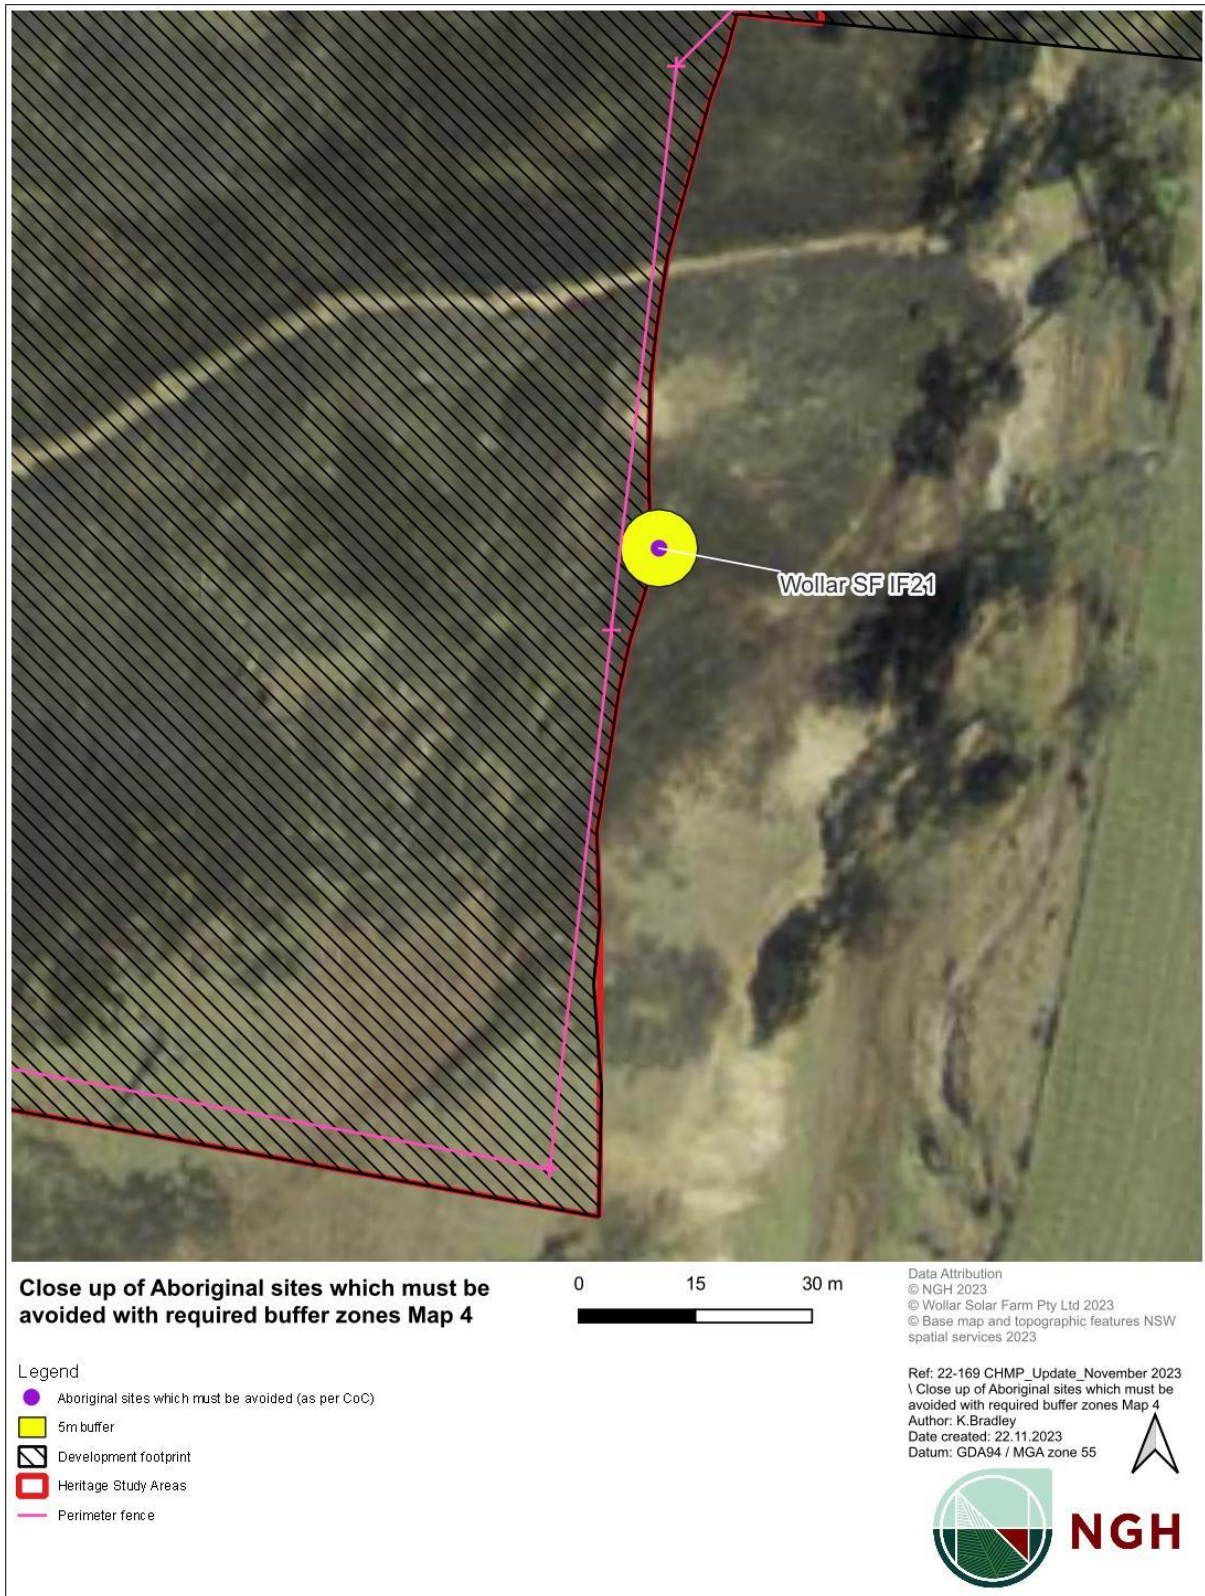 Wollar SF IF21
Close up of Aboriginal sites which must be
avoided with required buffer zones Map 4
0 15 30 m
Legend
Aboriginal sites which must be avoided (as per CoC)
5m buffer
Development footprint
Heritage Study Areas
Perimeter fence
Data Attribution
© NGH 2023
© Wollar Solar Farm Pty Ltd 2023
© Base map and topographic features NSW
spatial services 2023
Ref: 22-169 CHMP_Update_November 2023
\ Close up of Aboriginal sites which must be
avoided with required buffer zones Map 4
Author: K.Bradley
Date created: 22.11.2023
Datum: GDA94 / MGA zone 55
NGH